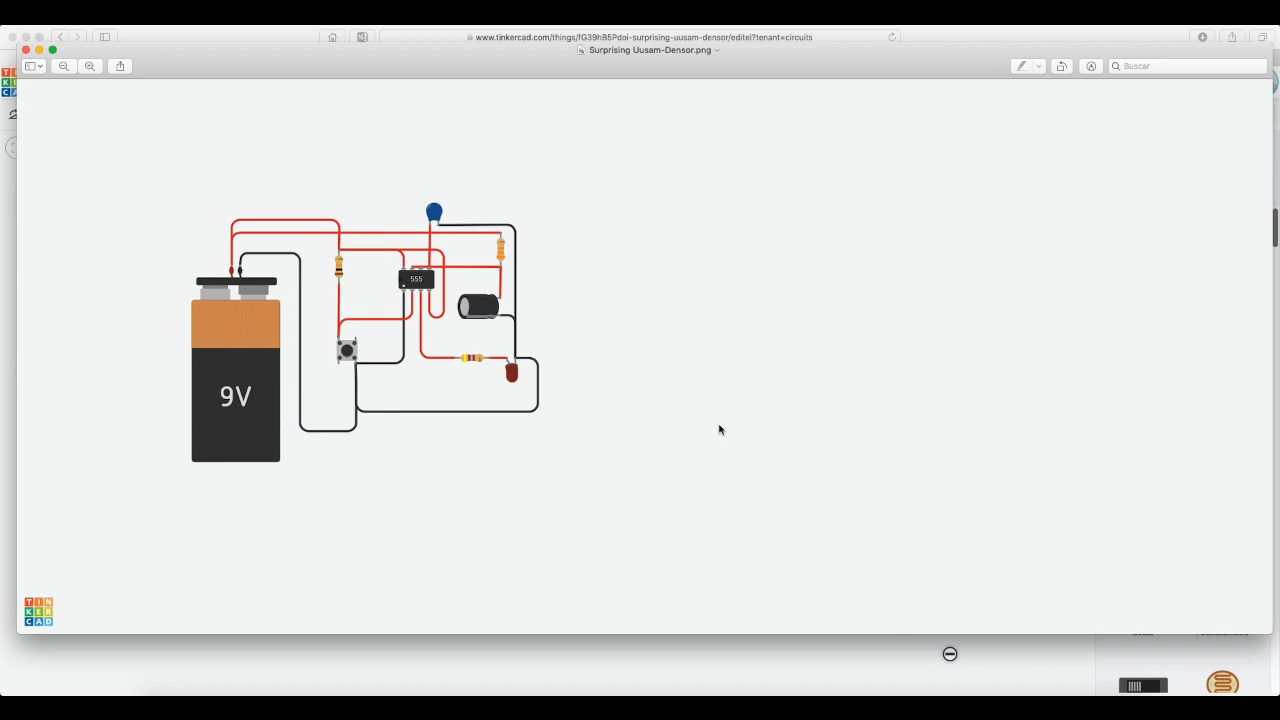 www.tinkercad.com/things/fG39hB5Pdoi-surprising-uusam-densor/editel?tenant=circuits
Surprising Uusam-Densor.png
Buscar
555
9V
TIN
KER
CAD